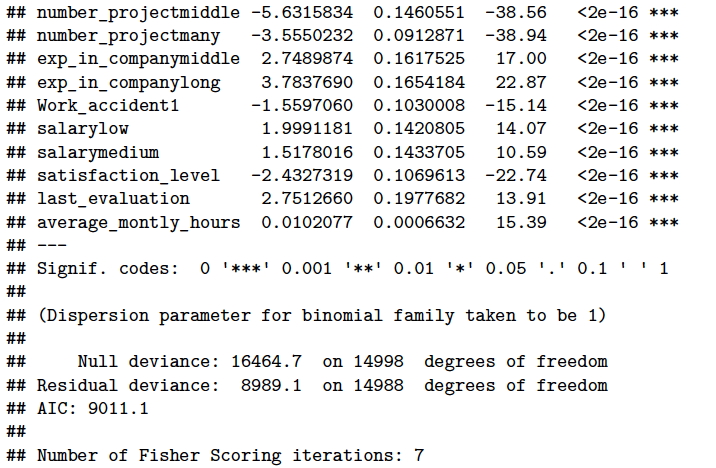 ## number_projectmiddle -5.6315834 0.1460551 -38.56 <2e-16 ***
## number_projectmany -3.5550232 0.0912871 -38.94 <2e-16 ***
## exp_in_companymiddle 2.7489874 0.1617525 17.00 <2e-16 ***
## exp_in_companylong 3.7837690 0.1654184 22.87 <2e-16 ***
## Work_accident1 -1.5597060 0.1030008 -15.14 <2e-16 ***
## salarylow 1.9991181 0.1420805 14.07 <2e-16 ***
## salarymedium 1.5178016 0.1433705 10.59 <2e-16 ***
## satisfaction_level -2.4327319 0.1069613 -22.74 <2e-16 ***
## last_evaluation 2.7512660 0.1977682 13.91 <2e-16 ***
## average_montly_hours 0.0102077 0.0006632 15.39 <2e-16 ***
## ---
## Signif. codes: 0 '***' 0.001 '**' 0.01 '*' 0.05 '.' 0.1 ' ' 1
##
## (Dispersion parameter for binomial family taken to be 1)
##
## Null deviance: 16464.7 on 14998 degrees of freedom
## Residual deviance: 8989.1 on 14988 degrees of freedom
## AIC: 9011.1
##
## Number of Fisher Scoring iterations: 7